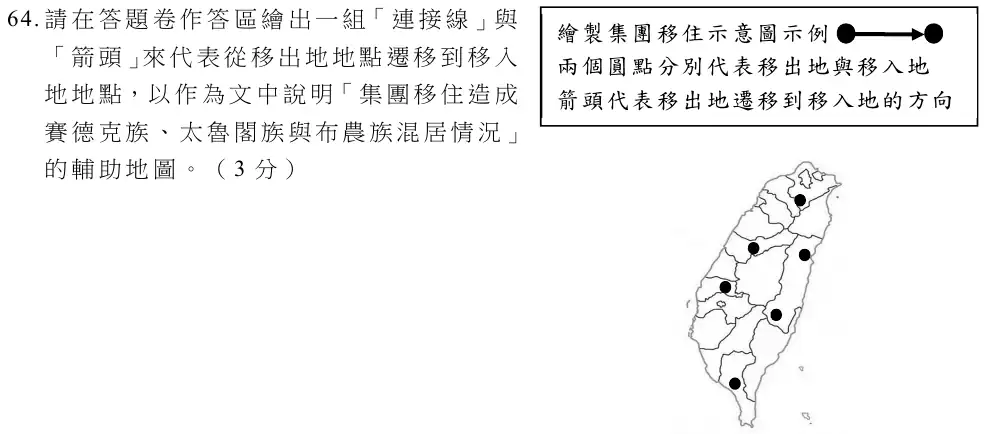 64.請在答題卷作答區繪出一組「連接線」與
「箭頭」來代表從移出地地點遷移到移入
地地點，以作為文中說明「集團移住造成
賽德克族、太魯閣族與布農族混居情況」
的輔助地圖。（3分）
繪製集團移住示意圖示例
兩個圓點分別代表移出地與移入地
箭頭代表移出地遷移到移入地的方向